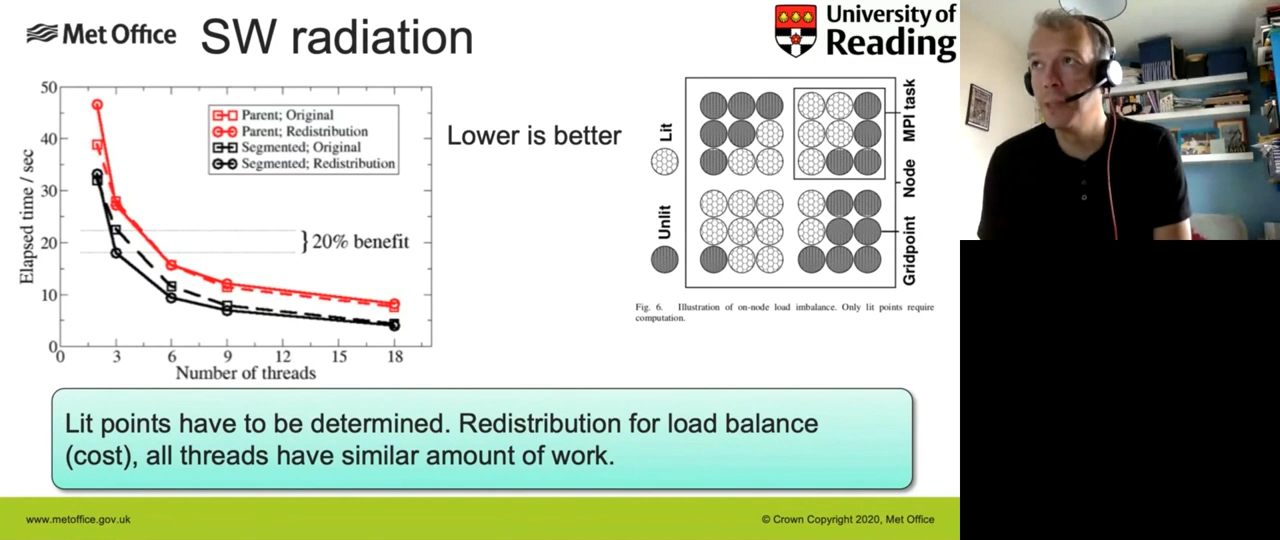 Met Office
SW radiation
University of
Reading
50
40
30
20
10
0
0
3
6
9
12
15
18
Elapsed time / sec
Number of threads
Parent; Original
Parent; Redistribution
Segmented; Original
Segmented; Redistribution
} 20% benefit
Lower is better
Lit
Unlit
MPI task
Node
Gridpoint
Fig. 6. Illustration of on-node load imbalance. Only lit points require
computation.
Lit points have to be determined. Redistribution for load balance
(cost), all threads have similar amount of work.
www.metoffice.gov.uk
© Crown Copyright 2020, Met Office